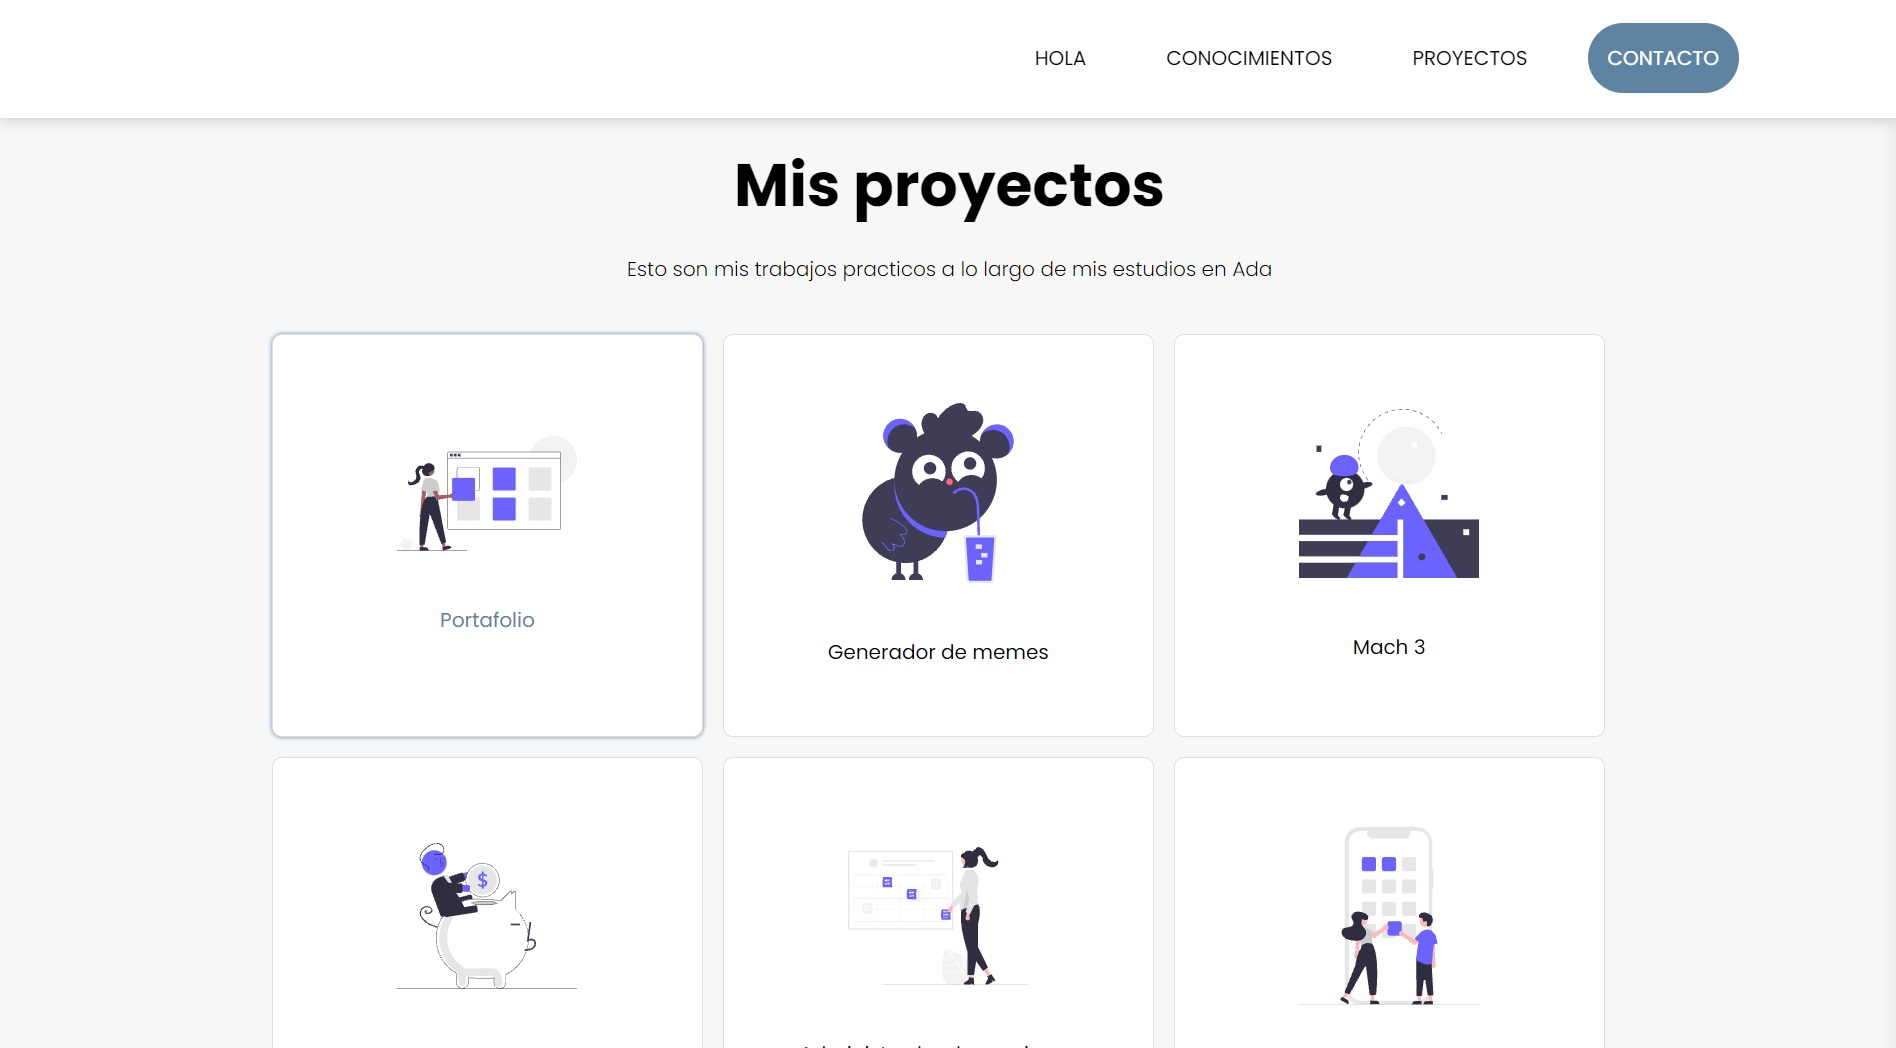 HOLA
CONOCIMIENTOS
PROYECTOS
CONTACTO
Mis proyectos
Esto son mis trabajos practicos a lo largo de mis estudios en Ada
Portafolio
Generador de memes
Mach 3
$